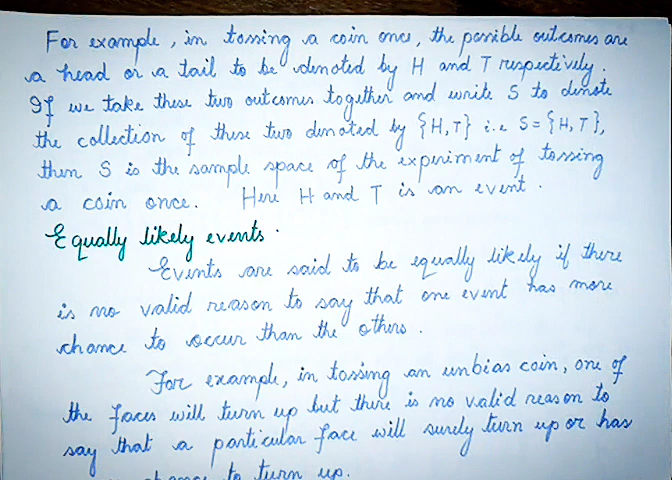 For example, in tossing a coin once, the possible outcomes are
a head or a tail to be denoted by H and T respectively.
If we take these two outcomes together and write S to denote
the collection of these two denoted by {H,T} i.e S={H,T},
then S is the sample space of the experiment of tossing
a coin once. Here H and T is an event.
Equally likely events.
Events are said to be equally likely if there
is no valid reason to say that one event has more
chance to occur than the others.
For example, in tossing an unbias coin, one of
the faces will turn up but there is no valid reason to
say that a particular face will surely turn up or has
chance to turn up.